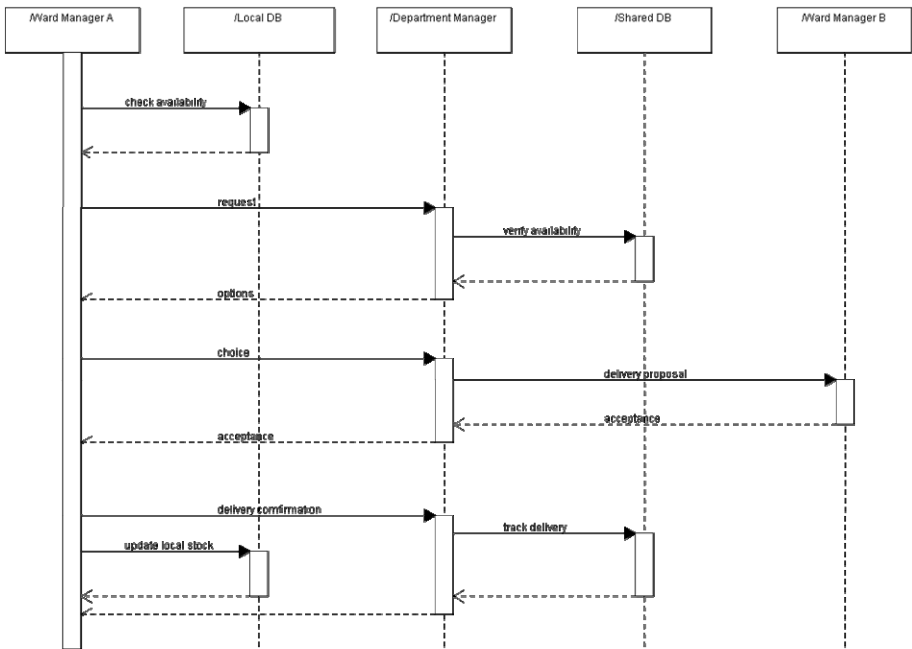 /Ward Manager A
/Local DB
/Department Manager
/Shared DB
/Ward Manager B
check availability
request
verify availability
options
choice
delivery proposal
acceptance
acceptance
delivery comfirmation
track delivery
update local stock